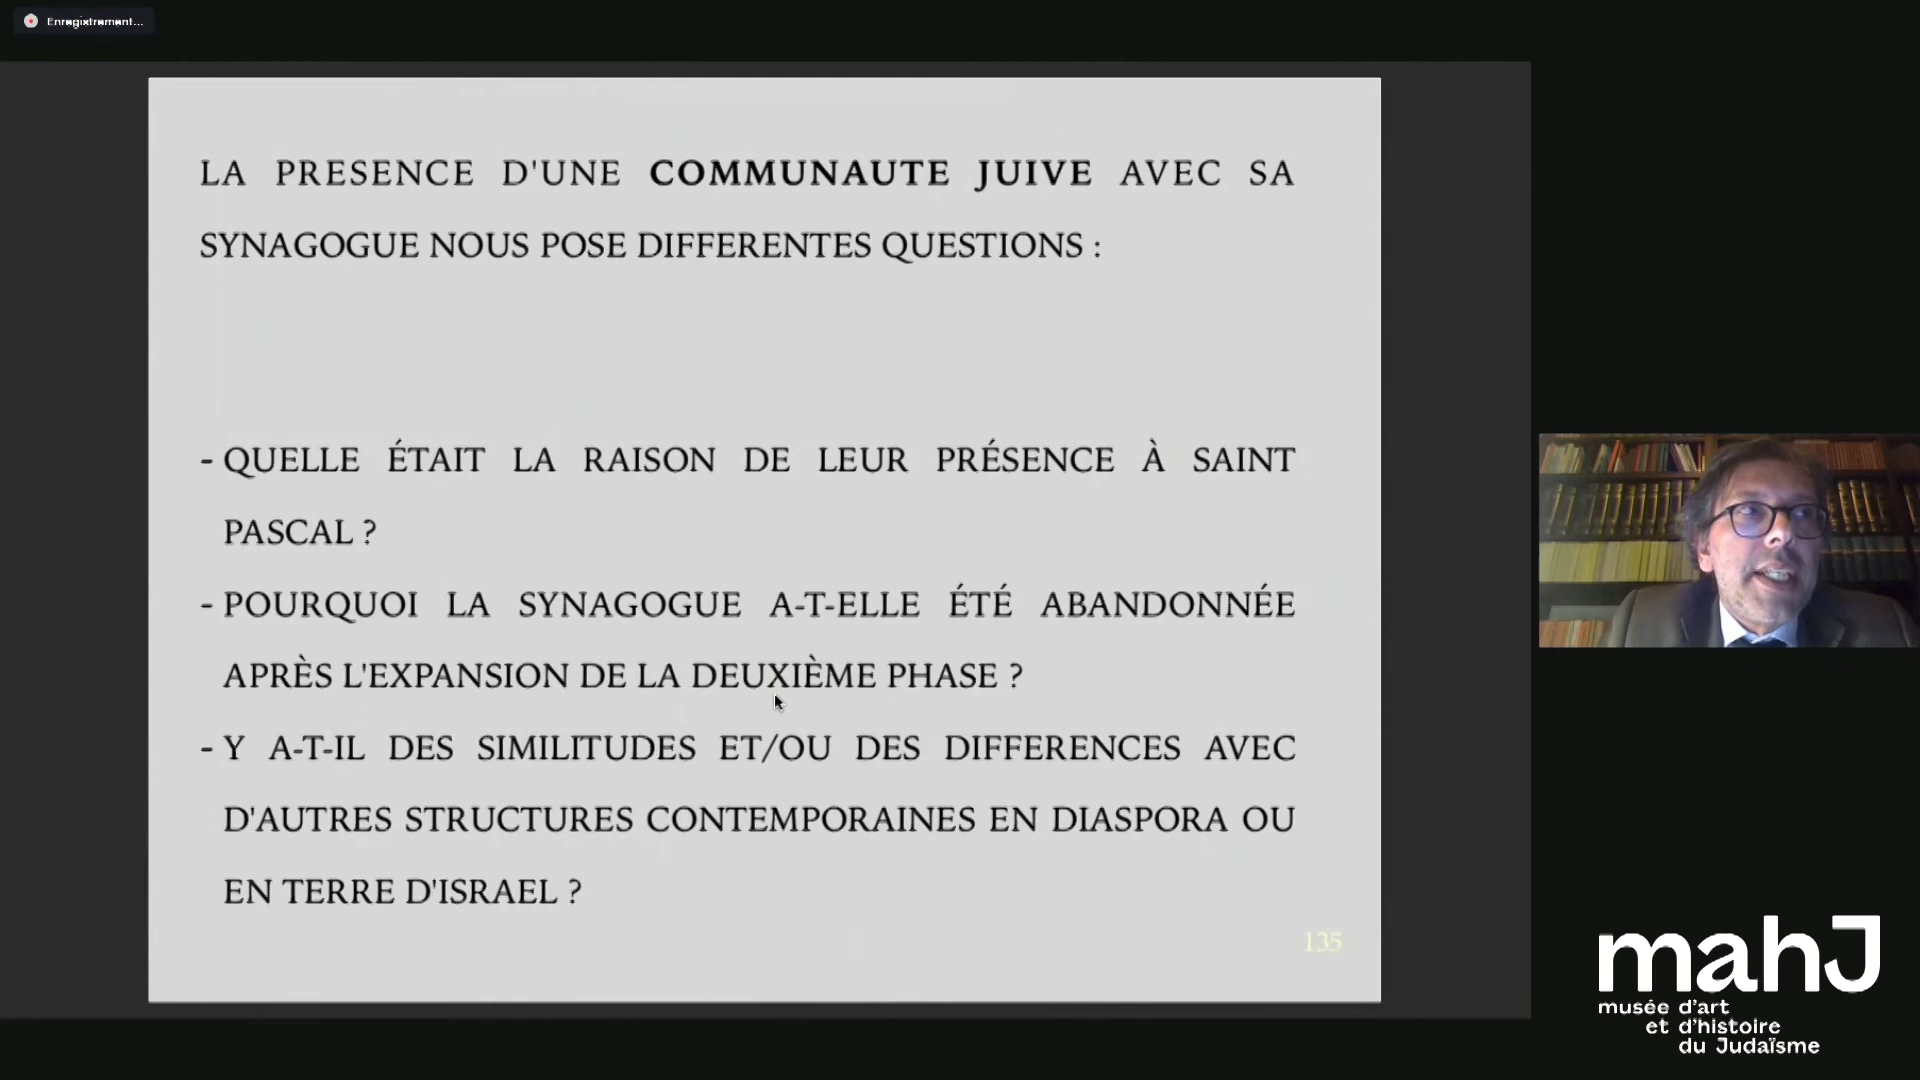 Enregistrement...
LA PRESENCE D'UNE COMMUNAUTE JUIVE AVEC SA
SYNAGOGUE NOUS POSE DIFFERENTES QUESTIONS :
- QUELLE ÉTAIT LA RAISON DE LEUR PRÉSENCE À SAINT
PASCAL ?
- POURQUOI LA SYNAGOGUE A-T-ELLE ÉTÉ ABANDONNÉE
APRÈS L'EXPANSION DE LA DEUXIÈME PHASE ?
- Y A-T-IL DES SIMILITUDES ET/OU DES DIFFERENCES AVEC
D'AUTRES STRUCTURES CONTEMPORAINES EN DIASPORA OU
EN TERRE D'ISRAEL ?
135
mahJ
musée d'art
et d'histoire
du Judaïsme